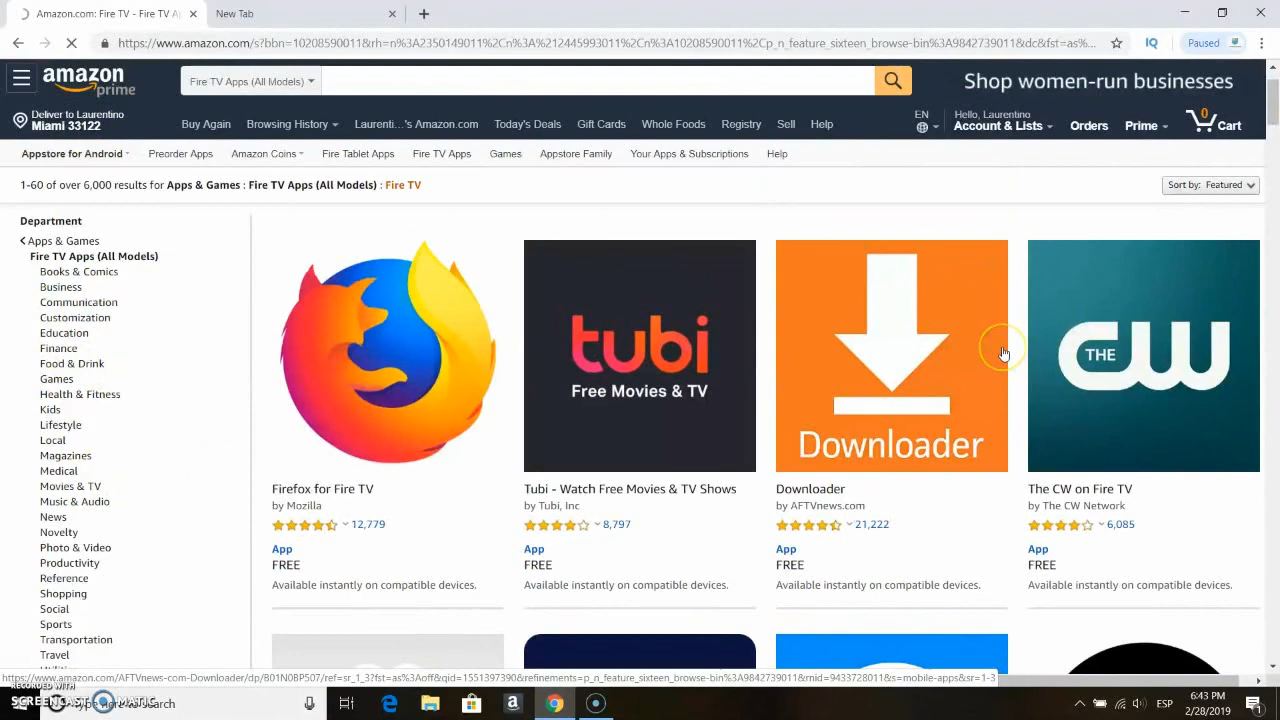 Amazon.com: Fire TV - Fire TV A
New Tab
https://www.amazon.com/s?bbn=10208590011&rh=n%3A2350149011%2Cn%3A%212445993011%2Cn%3A10208590011%2Cp_n_feature_sixteen_browse-bin%3A9842739011&dc&fst=as%...
IQ
Paused
amazon prime
Fire TV Apps (All Models)
Shop women-run businesses
Deliver to Laurentino
Miami 33122
Buy Again
Browsing History
Laurenti...'s Amazon.com
Today's Deals
Gift Cards
Whole Foods
Registry
Sell
Help
EN
Hello, Laurentino
Account & Lists
Orders
Prime
0
Cart
Appstore for Android
Preorder Apps
Amazon Coins
Fire Tablet Apps
Fire TV Apps
Games
Appstore Family
Your Apps & Subscriptions
Help
1-60 of over 6,000 results for Apps & Games : Fire TV Apps (All Models) : Fire TV
Sort by: Featured
Department
Apps & Games
Fire TV Apps (All Models)
Books & Comics
Business
Communication
Customization
Education
Finance
Food & Drink
Games
Health & Fitness
Kids
Lifestyle
Local
Magazines
Medical
Movies & TV
Music & Audio
News
Novelty
Photo & Video
Productivity
Reference
Shopping
Social
Sports
Transportation
Travel
tubi
Free Movies & TV
Downloader
THE CW
Firefox for Fire TV
by Mozilla
12,779
App
FREE
Available instantly on compatible devices.
Tubi - Watch Free Movies & TV Shows
by Tubi, Inc
8,797
App
FREE
Available instantly on compatible devices.
Downloader
by AFTVnews.com
21,222
App
FREE
Available instantly on compatible devices.
The CW on Fire TV
by The CW Network
6,085
App
FREE
Available instantly on compatible devices.
https://www.amazon.com/AFTVnews-com-Downloader/dp/B01N0BP507/ref=sr_1_3?fst=as%3Aoff&qid=1551397390&refinements=p_n_feature_sixteen_browse-bin%3A9842739011&rnid=9433728011&s=mobile-apps&sr=1-3
RECORDED WITH
SCREENCAST MATIC
here to search
ESP
6:43 PM
2/28/2019